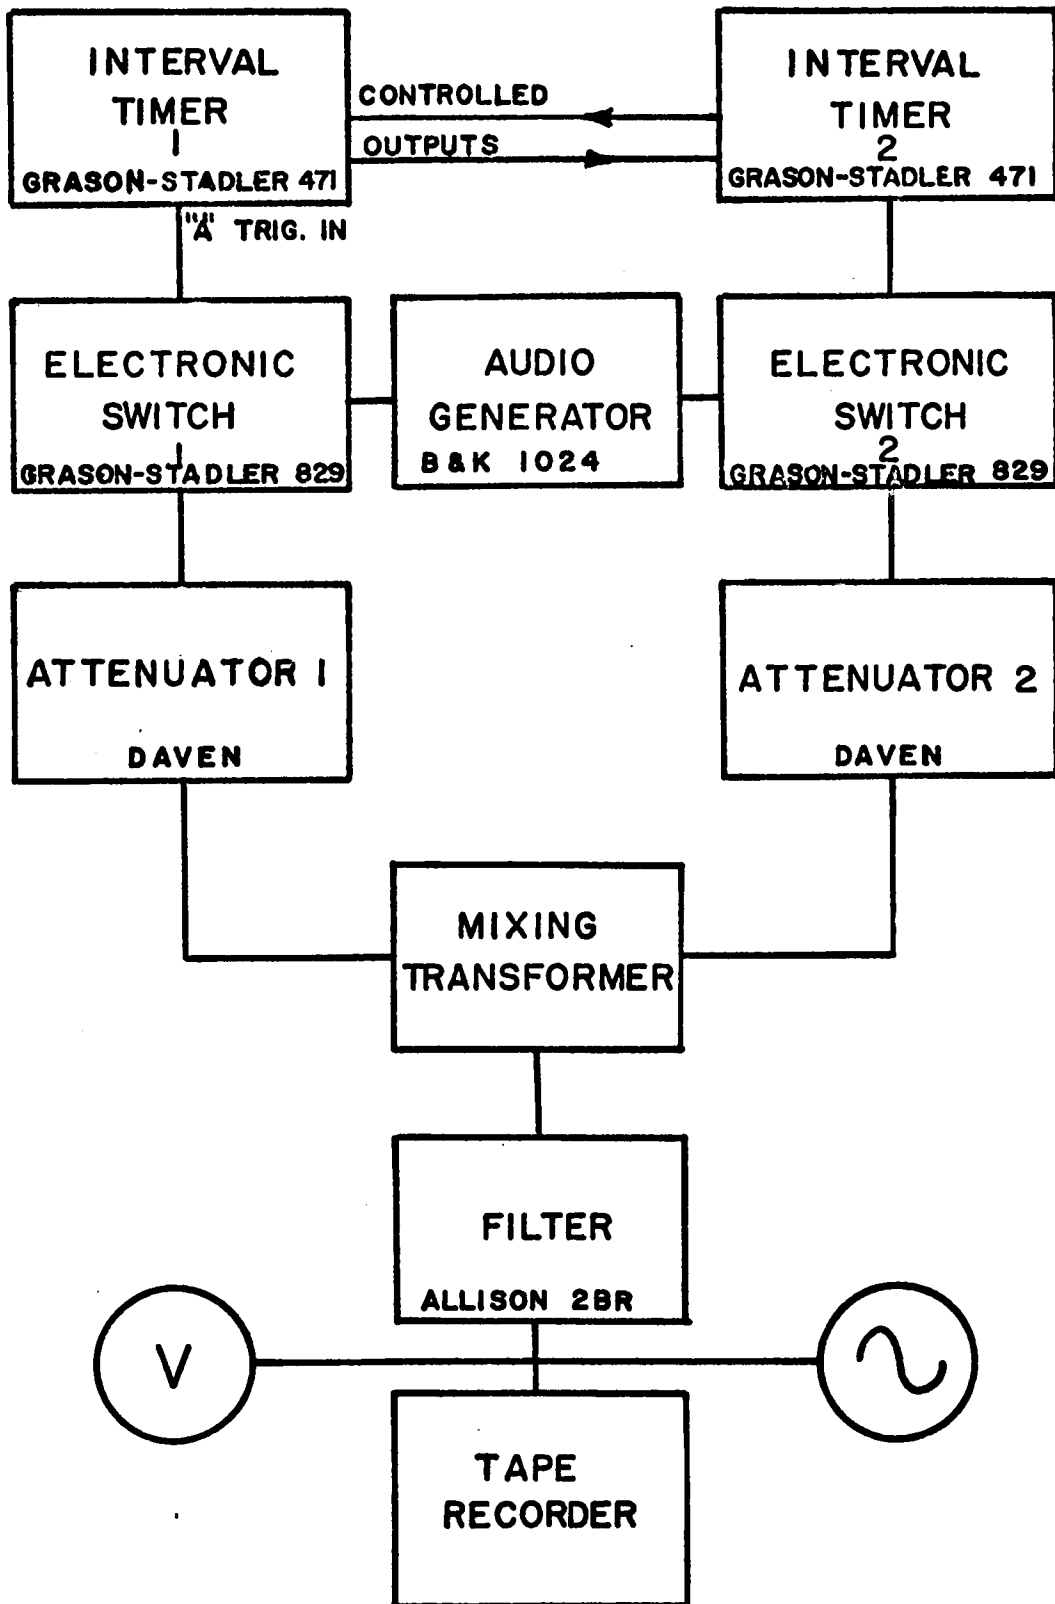 INTERVAL
TIMER
1
GRASON-STADLER 471
CONTROLLED
OUTPUTS
INTERVAL
TIMER
2
GRASON-STADLER 471
"A" TRIG. IN
ELECTRONIC
SWITCH
1
GRASON-STADLER 829
AUDIO
GENERATOR
B & K 1024
ELECTRONIC
SWITCH
2
GRASON-STADLER 829
ATTENUATOR 1
DAVEN
ATTENUATOR 2
DAVEN
MIXING
TRANSFORMER
FILTER
ALLISON 2BR
V
TAPE
RECORDER